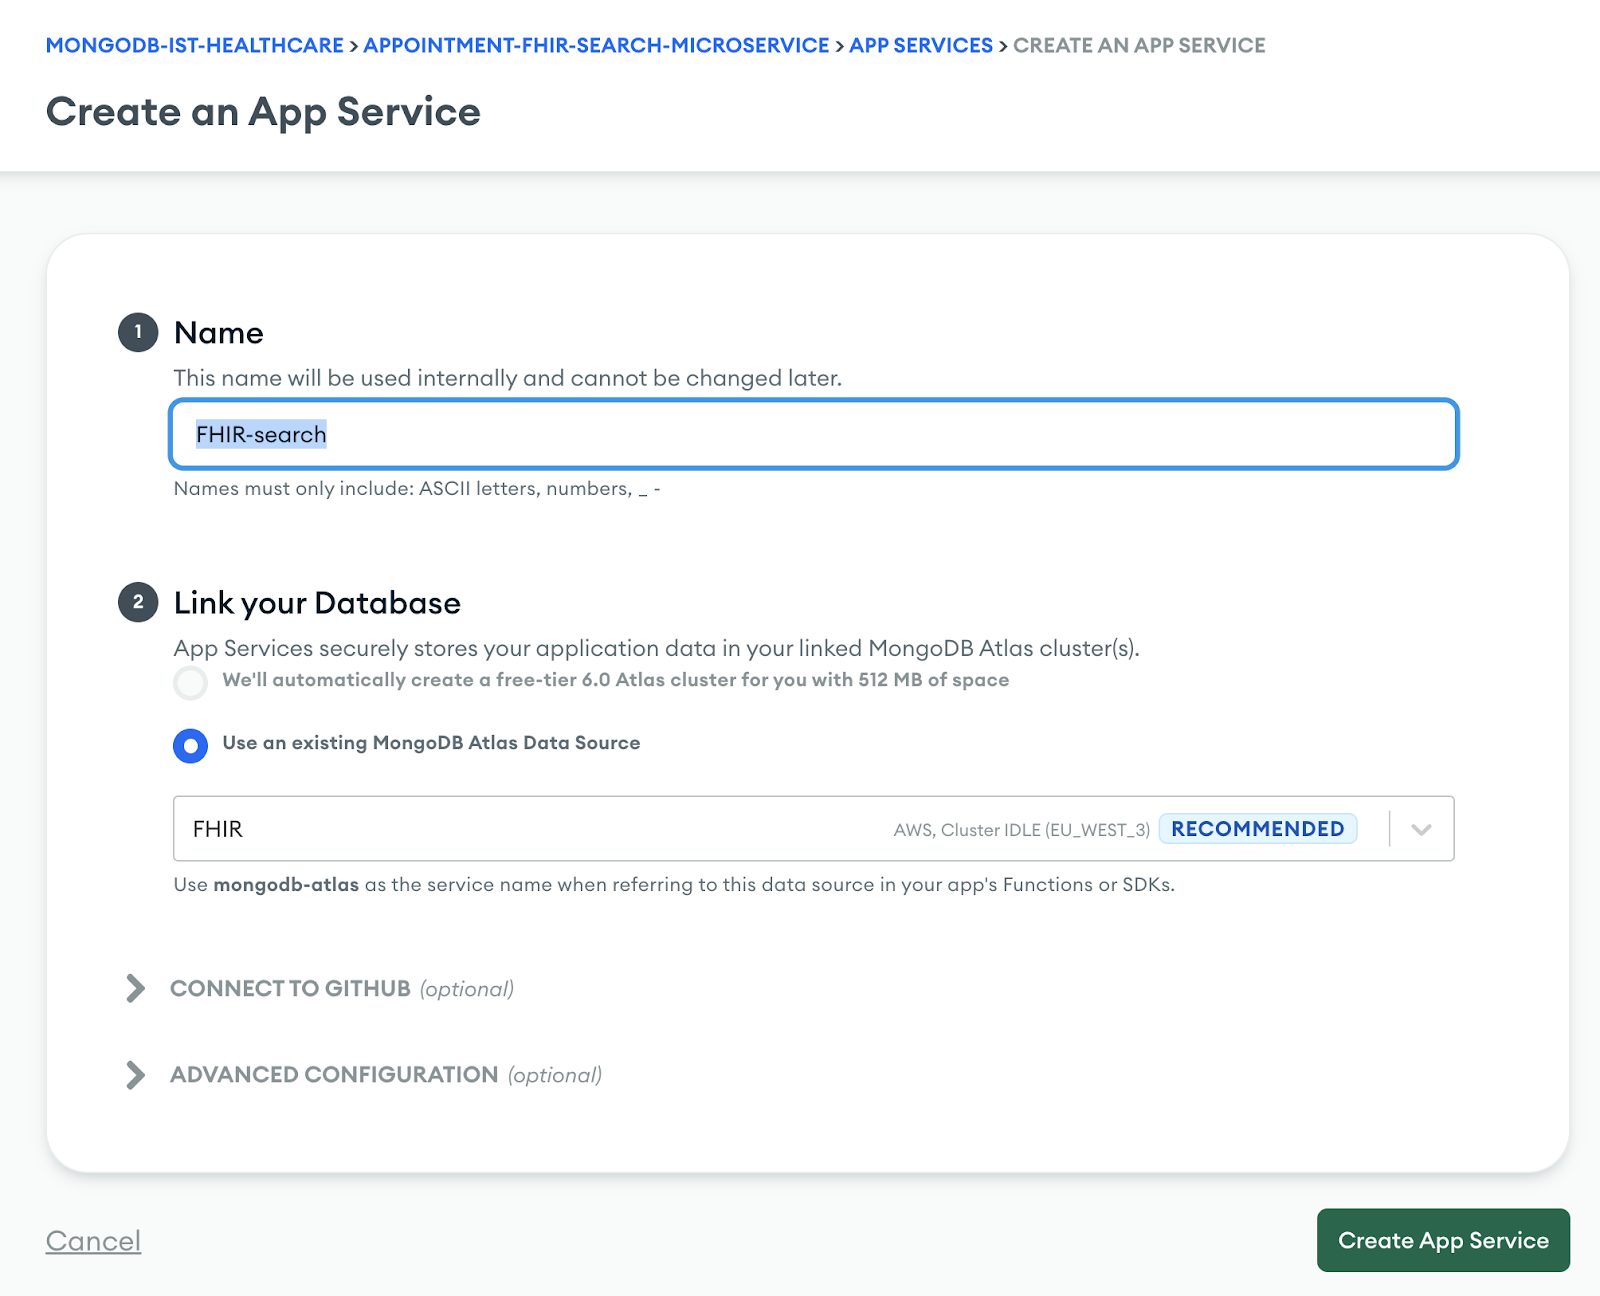 MONGODB-IST-HEALTHCARE > APPOINTMENT-FHIR-SEARCH-MICROSERVICE > APP SERVICES > CREATE AN APP SERVICE
Create an App Service
1 Name
This name will be used internally and cannot be changed later.
FHIR-search
Names must only include: ASCII letters, numbers, _ -
2 Link your Database
App Services securely stores your application data in your linked MongoDB Atlas cluster(s).
We'll automatically create a free-tier 6.0 Atlas cluster for you with 512 MB of space
Use an existing MongoDB Atlas Data Source
FHIR AWS, Cluster IDLE (EU_WEST_3) RECOMMENDED
Use mongodb-atlas as the service name when referring to this data source in your app's Functions or SDKs.
CONNECT TO GITHUB (optional)
ADVANCED CONFIGURATION (optional)
Cancel Create App Service